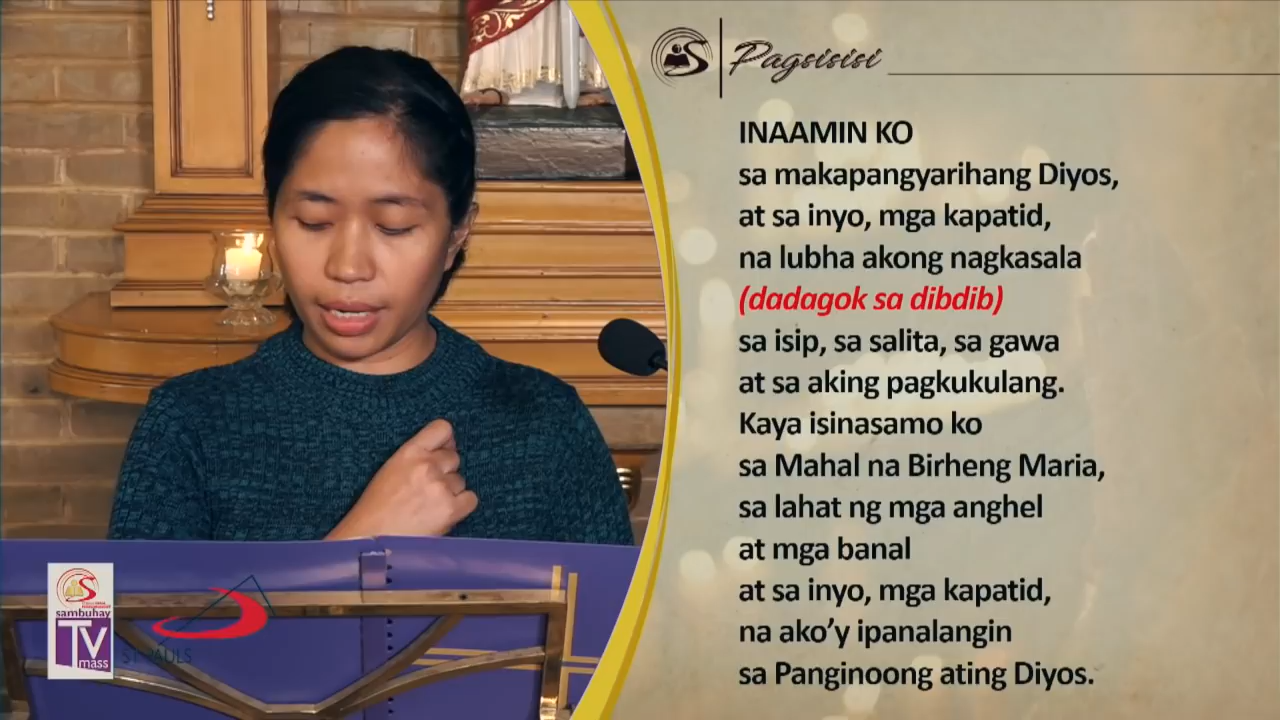 Pagsisisi
INAAMIN KO
sa makapangyarihang Diyos,
at sa inyo, mga kapatid,
na lubha akong nagkasala
(dadagok sa dibdib)
sa isip, sa salita, sa gawa
at sa aking pagkukulang.
Kaya isinasamo ko
sa Mahal na Birheng Maria,
sa lahat ng mga anghel
at mga banal
at sa inyo, mga kapatid,
na ako’y ipanalangin
sa Panginoong ating Diyos.
sambuhay
TV
mass
ST PAULS